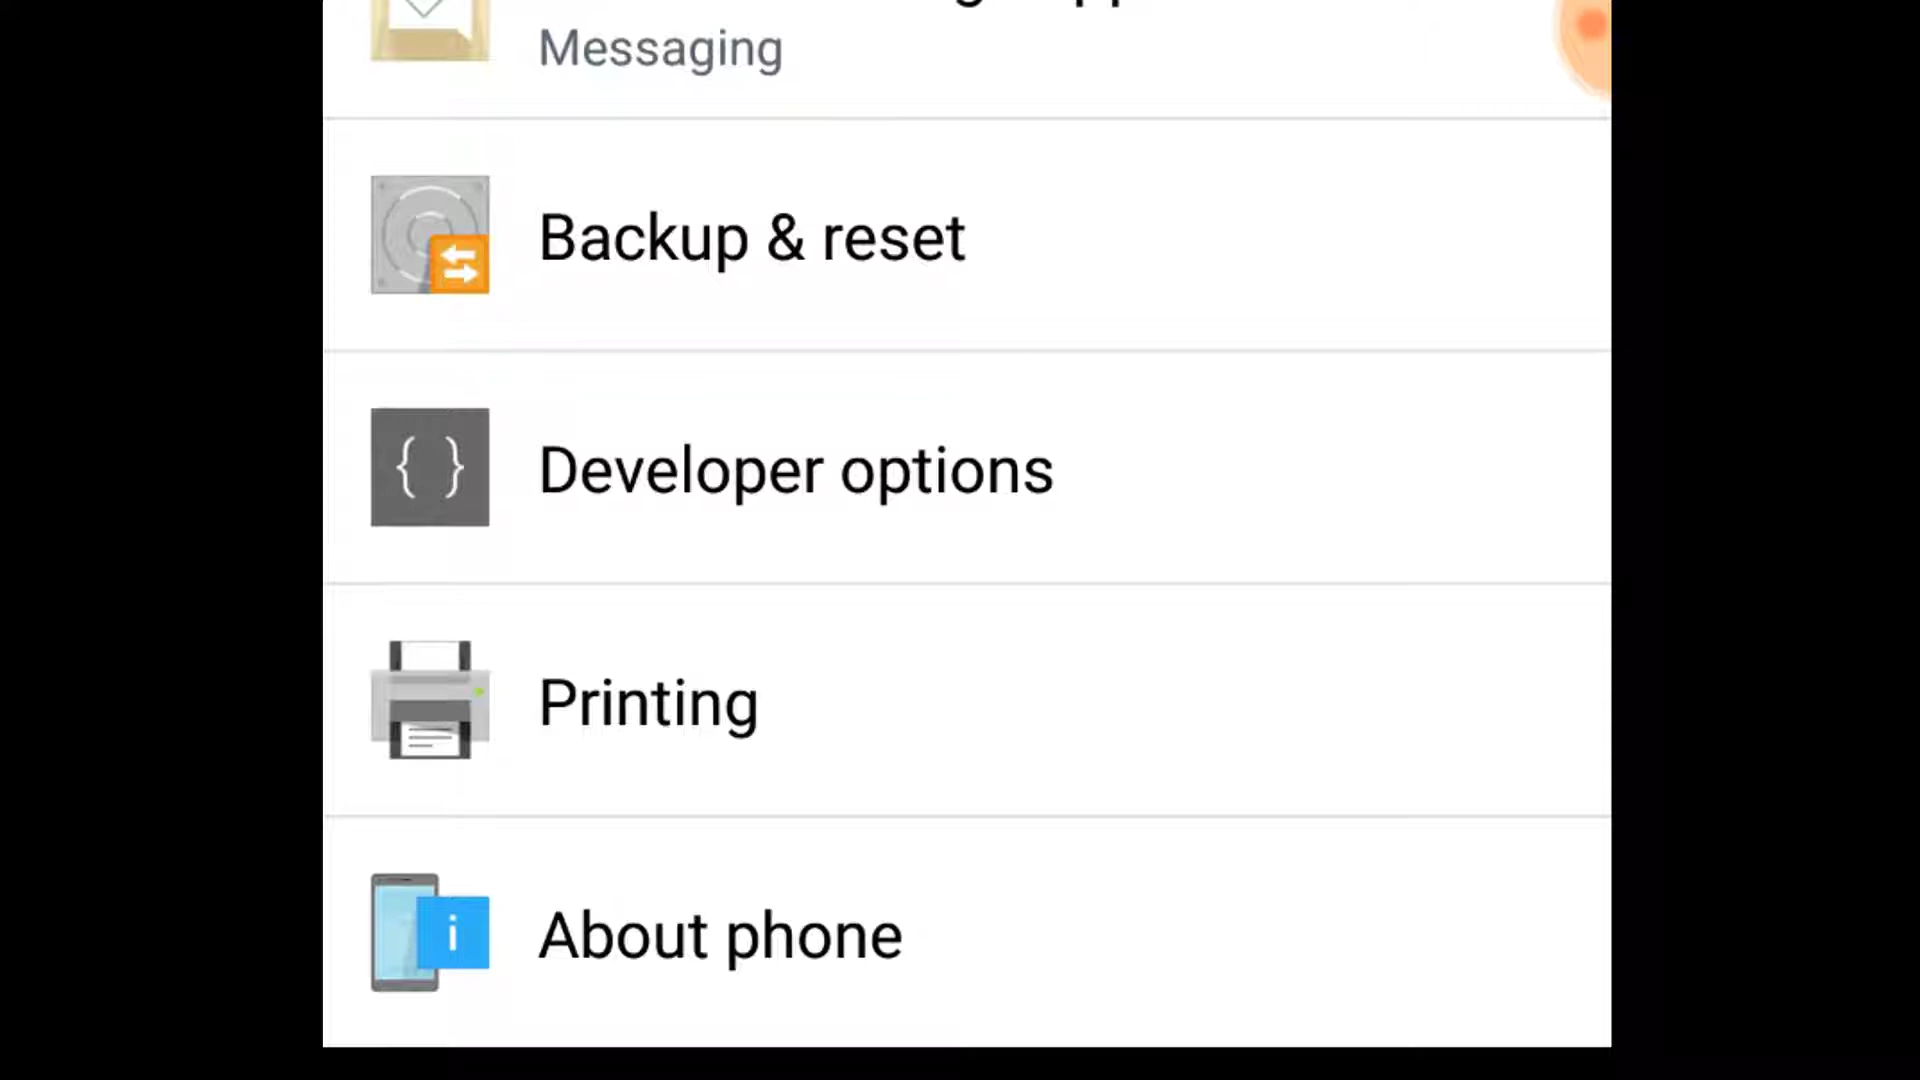 Messaging
Backup & reset
Developer options
Printing
About phone